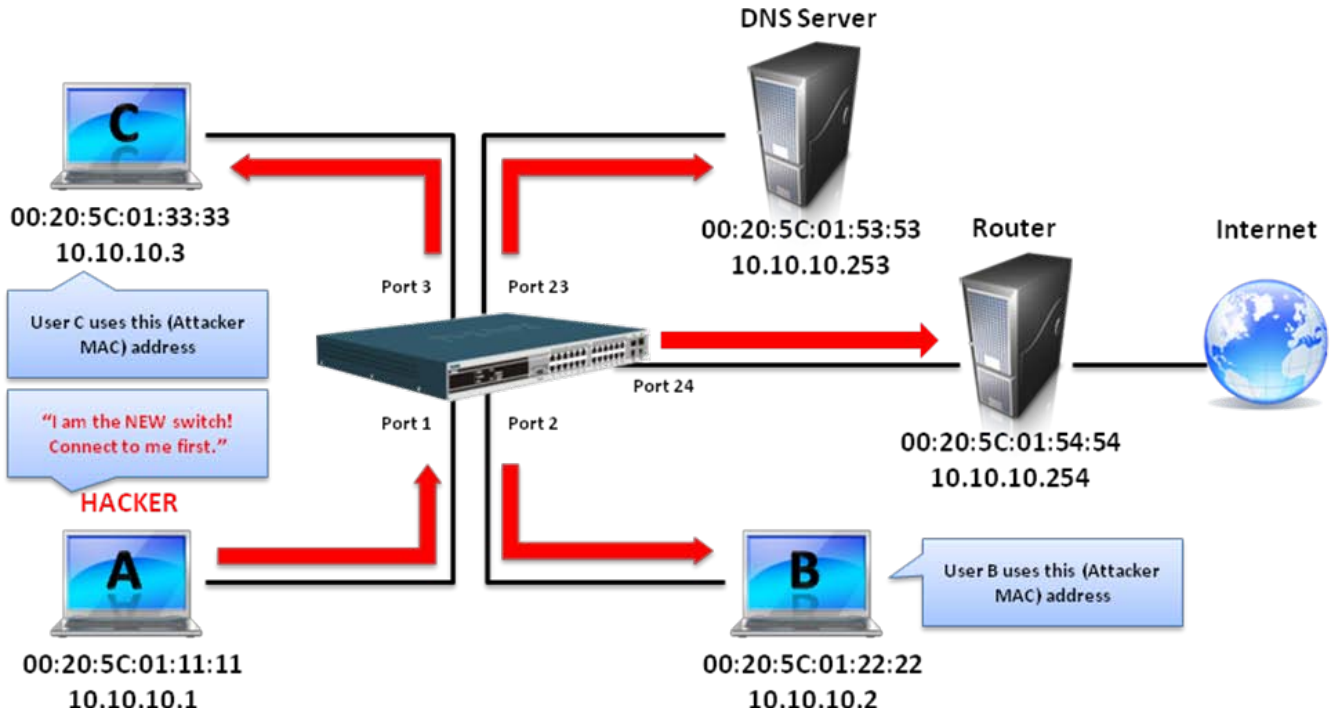 DNS Server
C
00:20:5C:01:33:33
10.10.10.3
00:20:5C:01:53:53
10.10.10.253
Router
Internet
User C uses this (Attacker
MAC) address
Port 3
Port 23
Port 24
"I am the NEW switch!
Connect to me first."
Port 1
Port 2
00:20:5C:01:54:54
10.10.10.254
HACKER
A
B
User B uses this (Attacker
MAC) address
00:20:5C:01:11:11
10.10.10.1
00:20:5C:01:22:22
10.10.10.2